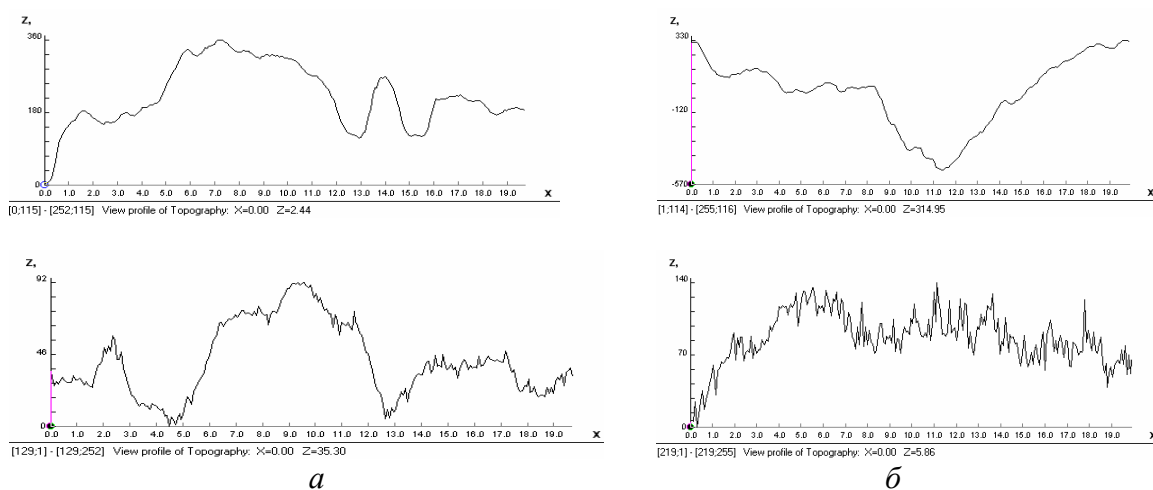 z,
360
180
0
0.0 1.0 2.0 3.0 4.0 5.0 6.0 7.0 8.0 9.0 10.0 11.0 12.0 13.0 14.0 15.0 16.0 17.0 18.0 19.0 x
[0;115] - [252;115] View profile of Topography: X=0.00 Z=2.44
z,
330
-120
-570
0.0 1.0 2.0 3.0 4.0 5.0 6.0 7.0 8.0 9.0 10.0 11.0 12.0 13.0 14.0 15.0 16.0 17.0 18.0 19.0 x
[1;114] - [255;116] View profile of Topography: X=0.00 Z=314.95
z,
92
46
0
0.0 1.0 2.0 3.0 4.0 5.0 6.0 7.0 8.0 9.0 10.0 11.0 12.0 13.0 14.0 15.0 16.0 17.0 18.0 19.0 x
[129;1] - [129;252] View profile of Topography: X=0.00 Z=35.30
z,
140
70
0
0.0 1.0 2.0 3.0 4.0 5.0 6.0 7.0 8.0 9.0 10.0 11.0 12.0 13.0 14.0 15.0 16.0 17.0 18.0 19.0 x
[219;1] - [219;255] View profile of Topography: X=0.00 Z=5.86
а
б